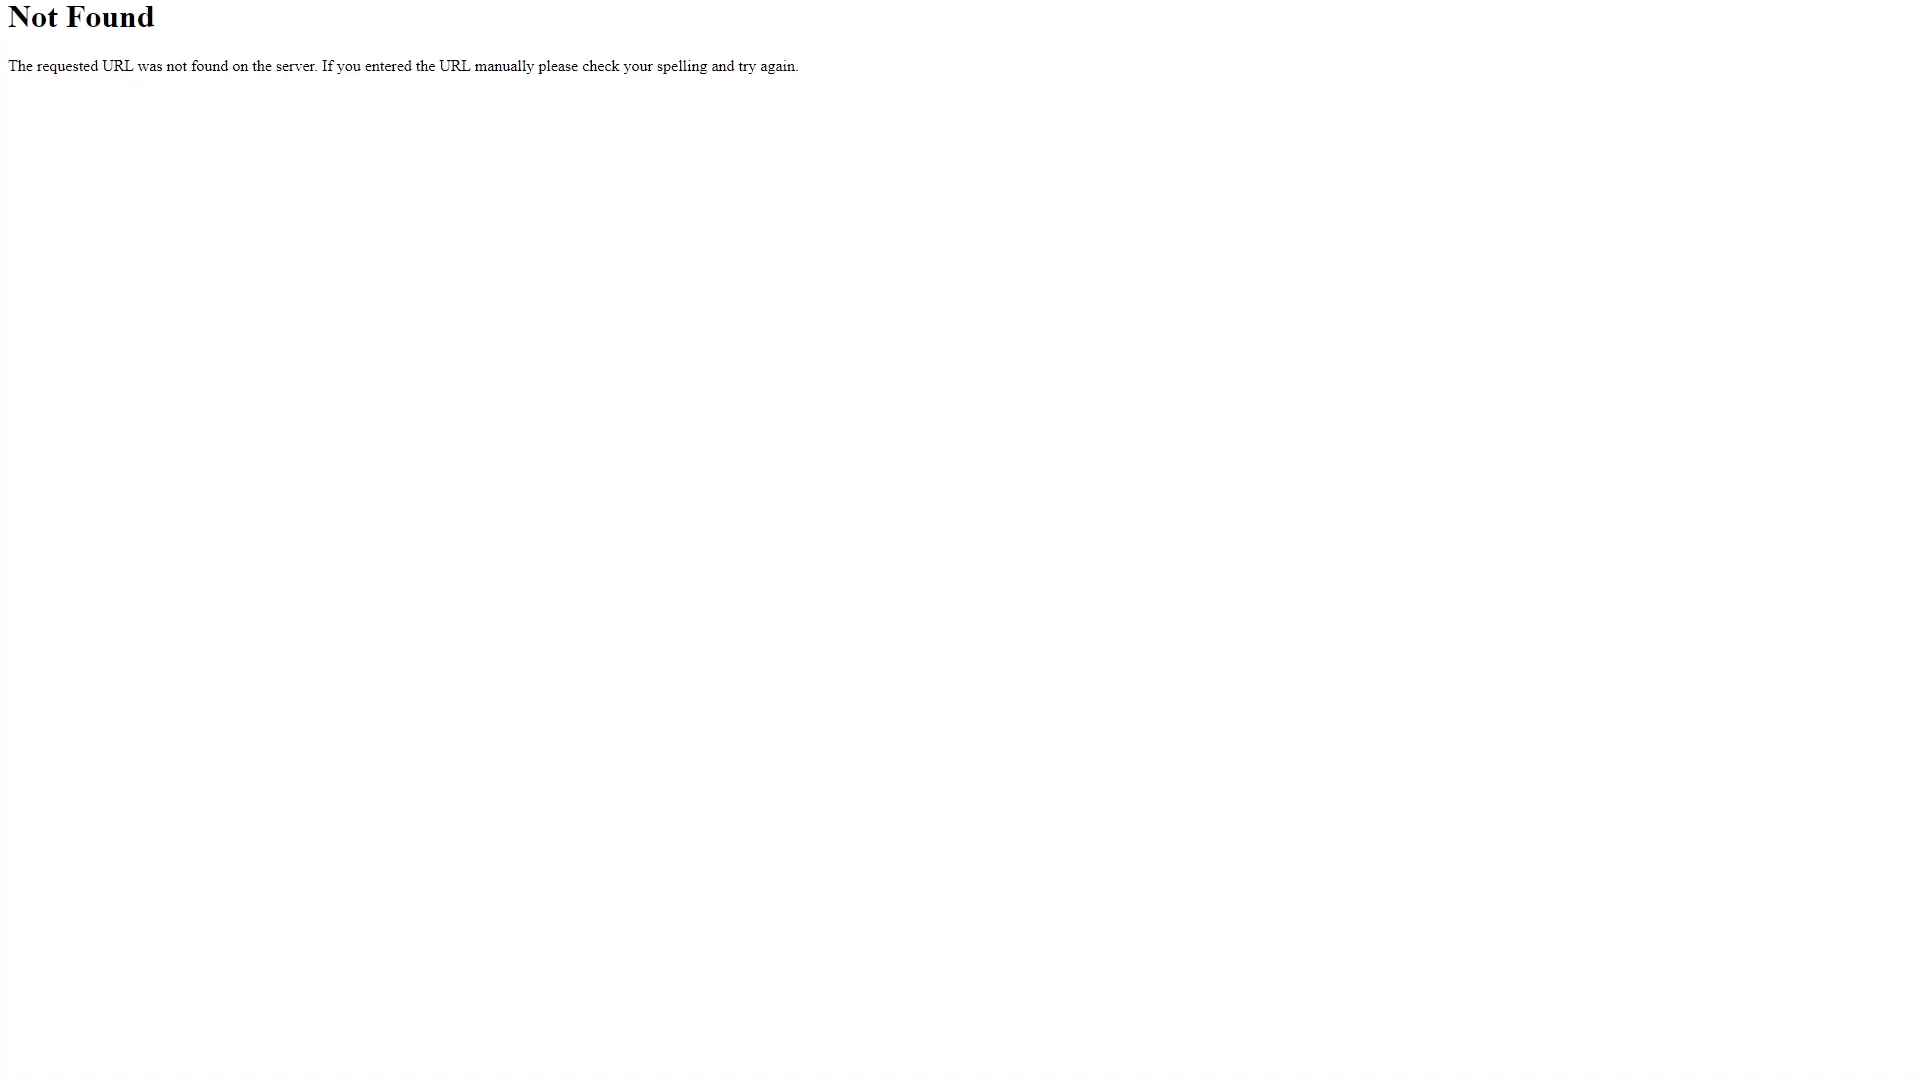 Not Found
The requested URL was not found on the server. If you entered the URL manually please check your spelling and try again.